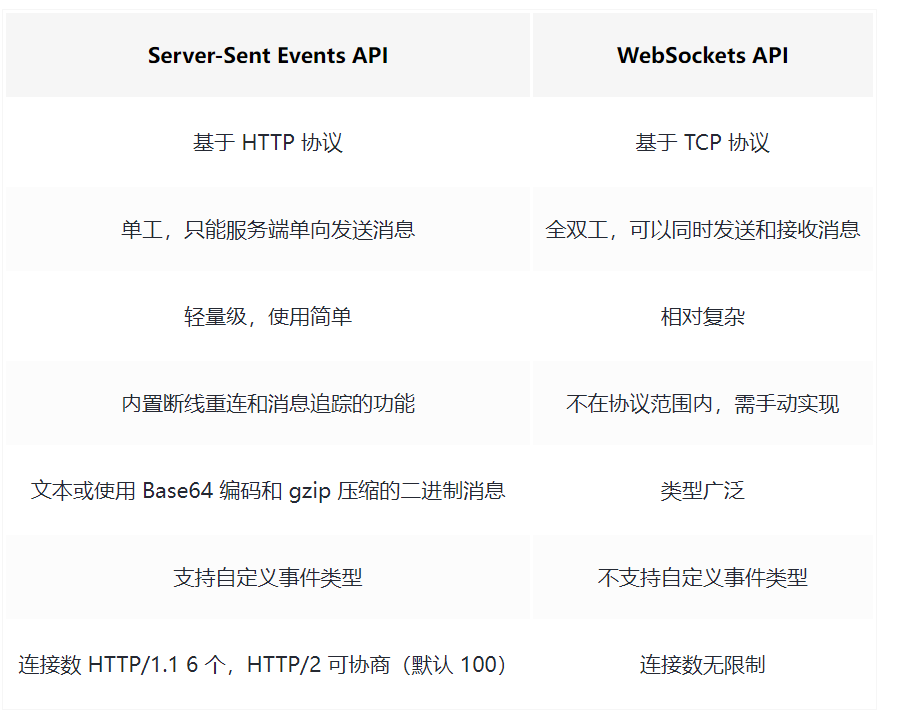 Server-Sent Events API
WebSockets API
基于 HTTP 协议
基于 TCP 协议
单工，只能服务端单向发送消息
全双工，可以同时发送和接收消息
轻量级，使用简单
相对复杂
内置断线重连和消息追踪的功能
不在协议范围内，需手动实现
文本或使用 Base64 编码和 gzip 压缩的二进制消息
类型广泛
支持自定义事件类型
不支持自定义事件类型
连接数 HTTP/1.1 6 个，HTTP/2 可协商（默认 100）
连接数无限制